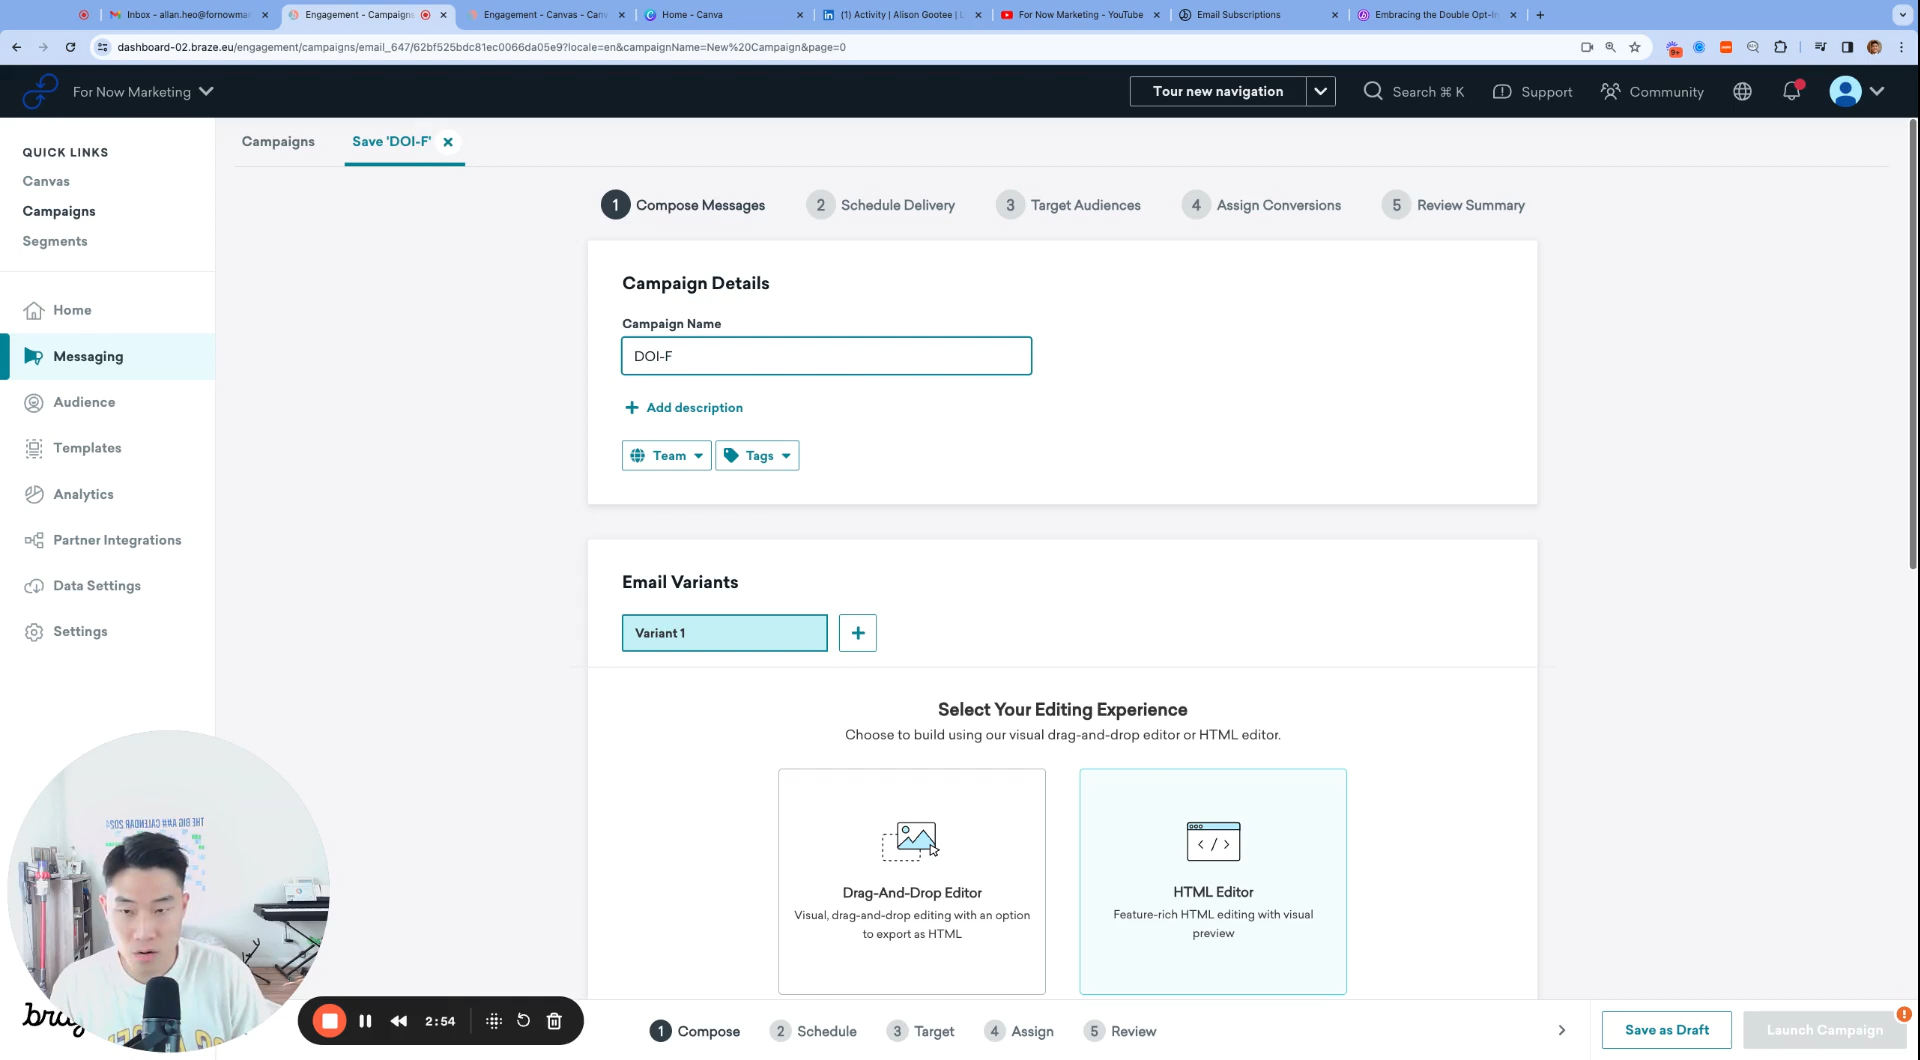 Inbox - allan.heo@fornowma
Engagement - Campaigns
Engagement - Canvas - Canv
Home - Canva
(1) Activity | Alison Gootee | L
For Now Marketing - YouTube
Email Subscriptions
Embracing the Double Opt-In
dashboard-02.braze.eu/engagement/campaigns/email_647/62bf525bdc81ec0066da05e9?locale=en&campaignName=New%20Campaign&page=0
9+
For Now Marketing
Tour new navigation
Search ⌘ K
Support
Community
QUICK LINKS
Canvas
Campaigns
Segments
Home
Messaging
Audience
Templates
Analytics
Partner Integrations
Data Settings
Settings
Campaigns
Save 'DOI-F'
1 Compose Messages
2 Schedule Delivery
3 Target Audiences
4 Assign Conversions
5 Review Summary
Campaign Details
Campaign Name
DOI-F
Add description
Team
Tags
Email Variants
Variant 1
Select Your Editing Experience
Choose to build using our visual drag-and-drop editor or HTML editor.
Drag-And-Drop Editor
Visual, drag-and-drop editing with an option
to export as HTML
HTML Editor
Feature-rich HTML editing with visual
preview
THE BIG A## CALENDAR 2024
2:54
1 Compose
2 Schedule
3 Target
4 Assign
5 Review
Save as Draft
Launch Campaign